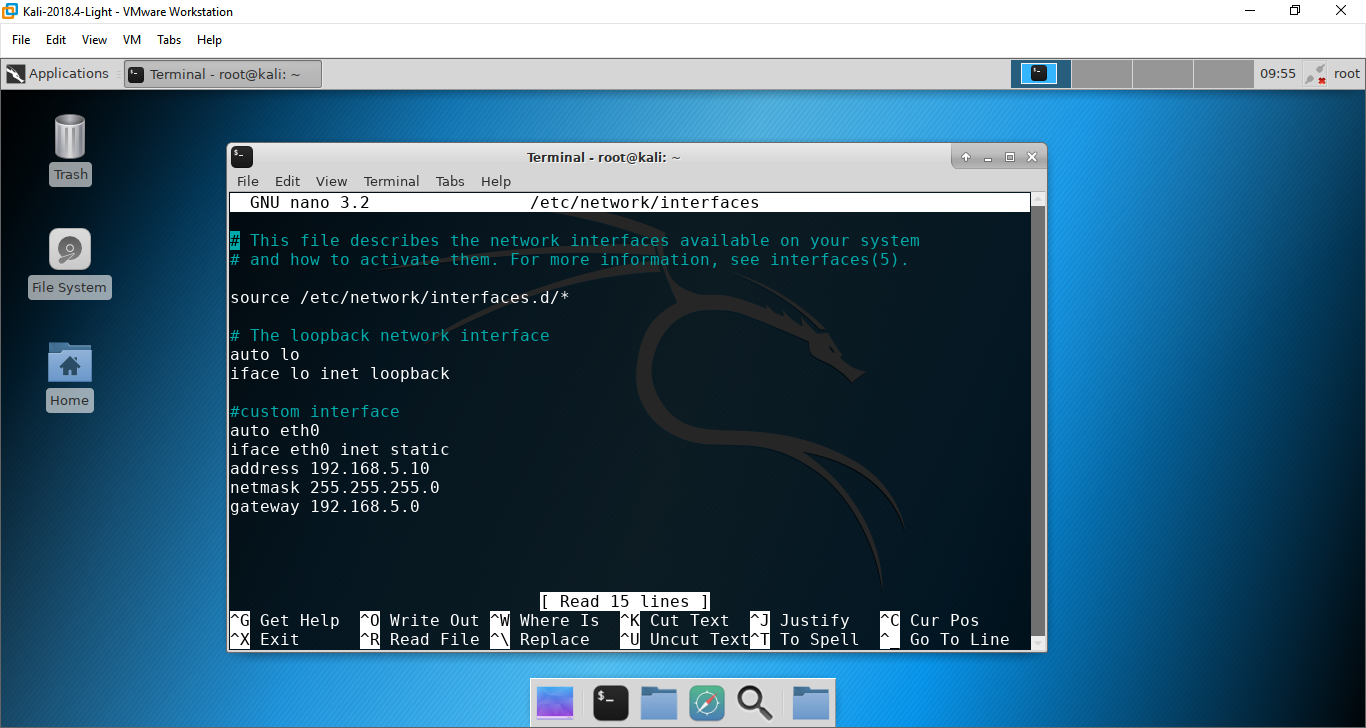 Kali-2018.4-Light - VMware Workstation
File Edit View VM Tabs Help
Applications Terminal - root@kali: ~ 09:55 root
Trash
File System
Home
Terminal - root@kali: ~
File Edit View Terminal Tabs Help
GNU nano 3.2 /etc/network/interfaces
# This file describes the network interfaces available on your system
# and how to activate them. For more information, see interfaces(5).
source /etc/network/interfaces.d/*
# The loopback network interface
auto lo
iface lo inet loopback
#custom interface
auto eth0
iface eth0 inet static
address 192.168.5.10
netmask 255.255.255.0
gateway 192.168.5.0
[ Read 15 lines ]
^G Get Help ^O Write Out ^W Where Is ^K Cut Text ^J Justify ^C Cur Pos
^X Exit ^R Read File ^\ Replace ^U Uncut Text ^T To Spell ^_ Go To Line